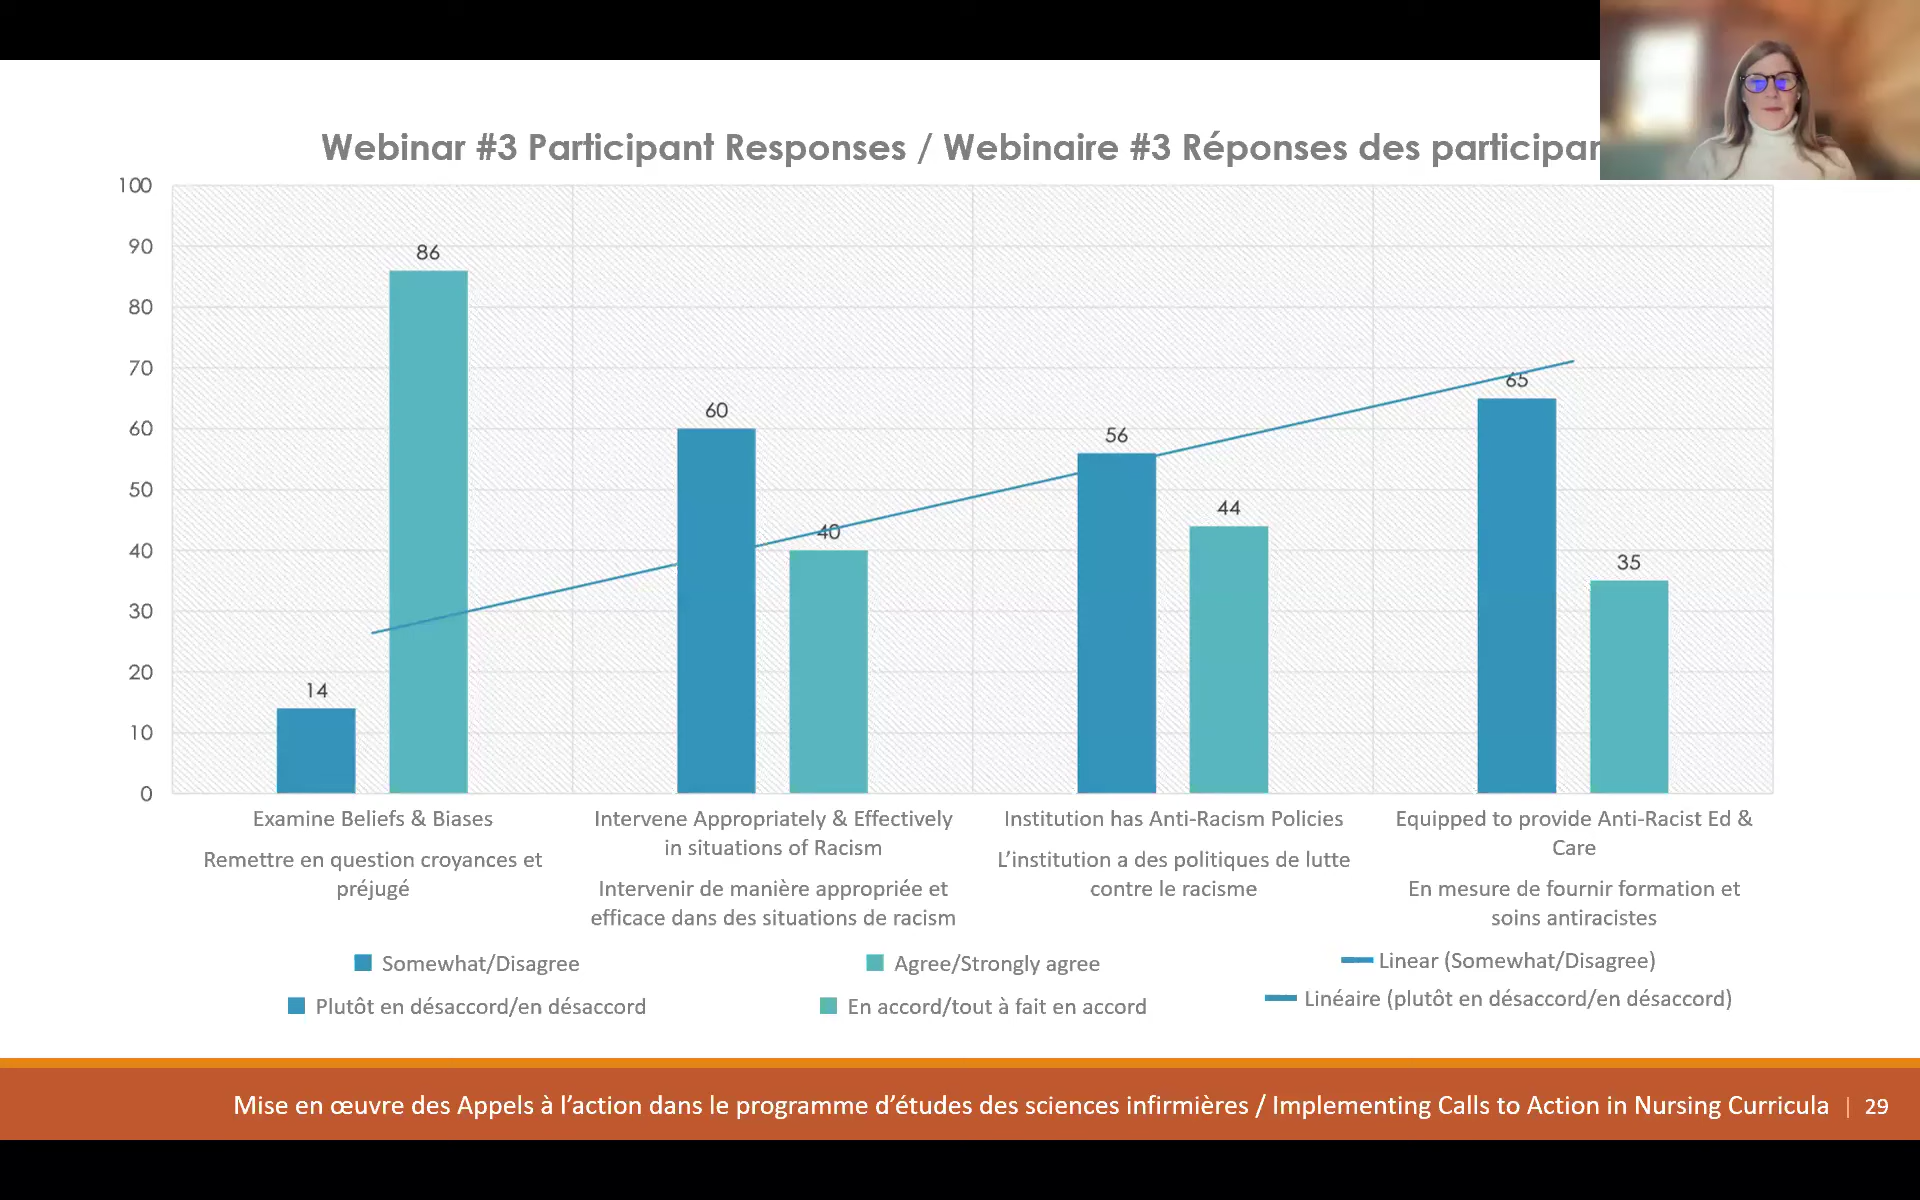 Webinar #3 Participant Responses / Webinaire #3 Réponses des
100
90
80
70
60
50
40
30
20
10
0
14
86
60
40
56
44
65
35
Examine Beliefs & Biases
Remettre en question croyances et
préjugé
Intervene Appropriately & Effectively
in situations of Racism
Intervenir de manière appropriée et
efficace dans des situations de racism
Institution has Anti-Racism Policies
L'institution a des politiques de lutte
contre le racisme
Equipped to provide Anti-Racist Ed &
Care
En mesure de fournir formation et
soins antiracistes
Somewhat/Disagree
Agree/Strongly agree
Linear (Somewhat/Disagree)
Plutôt en désaccord/en désaccord
En accord/tout à fait en accord
Linéaire (plutôt en désaccord/en désaccord)
Mise en œuvre des Appels à l'action dans le programme d'études des sciences infirmières / Implementing Calls to Action in Nursing Curricula | 29